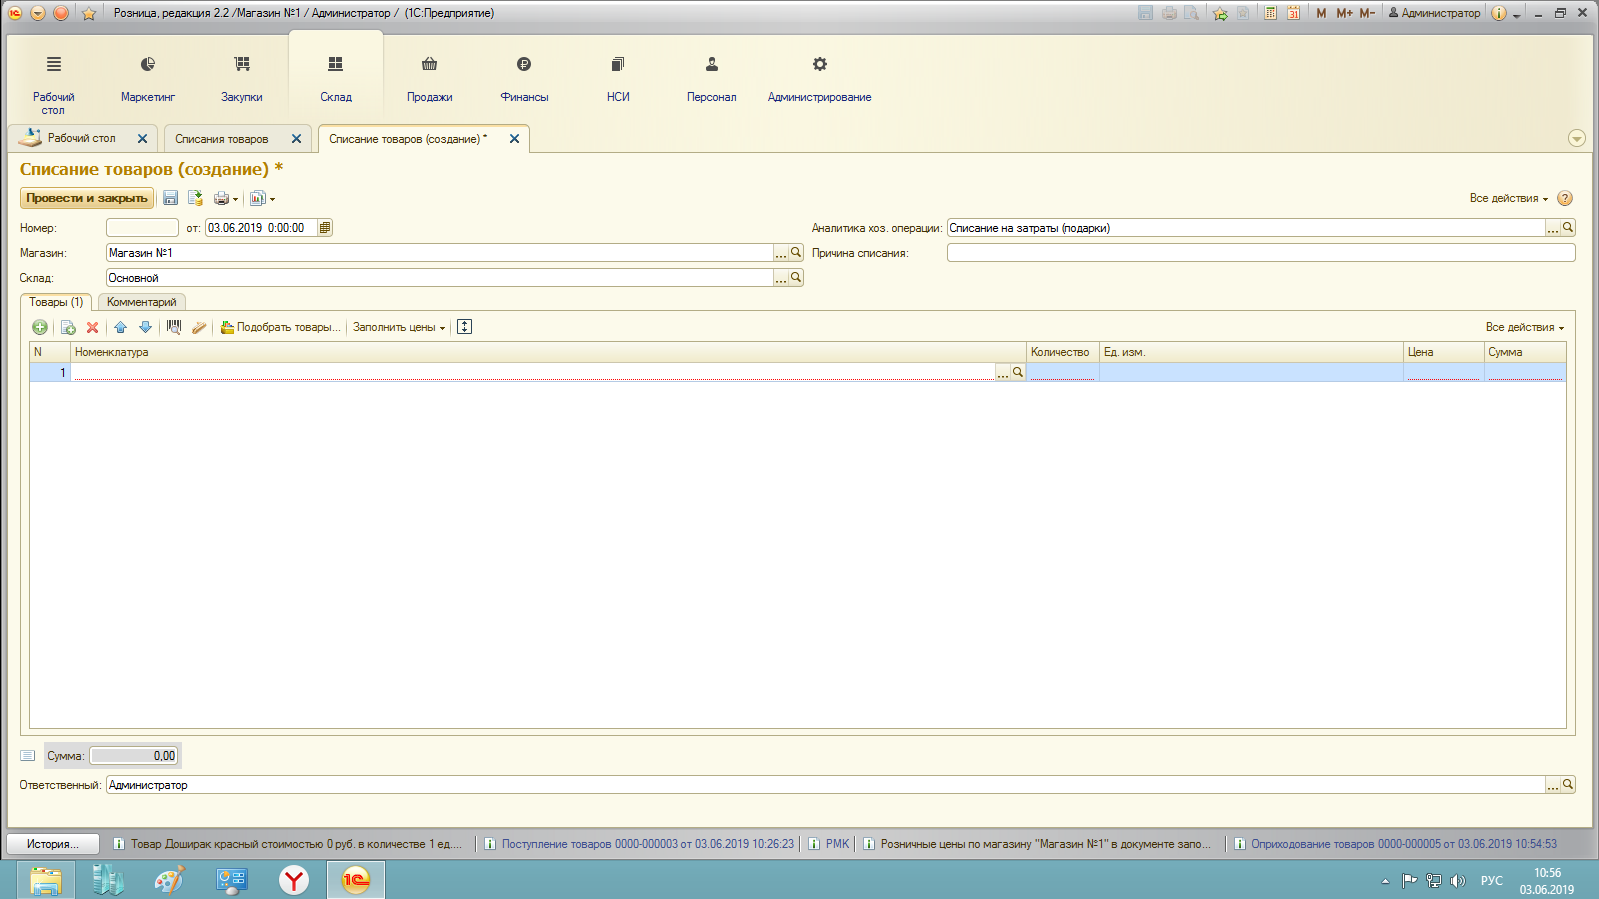 Розница, редакция 2.2 /Магазин №1 / Администратор / (1С:Предприятие)
31 M M+ M- Администратор
Рабочий стол
Маркетинг
Закупки
Склад
Продажи
Финансы
НСИ
Персонал
Администрирование
Рабочий стол
Списания товаров
Списание товаров (создание) *
Списание товаров (создание) *
Провести и закрыть
Все действия
Номер: от: 03.06.2019 0:00:00
Аналитика хоз. операции: Списание на затраты (подарки)
Магазин: Магазин №1
Причина списания:
Склад: Основной
Товары (1) Комментарий
Подобрать товары... Заполнить цены
Все действия
N Номенклатура Количество Ед. изм. Цена Сумма
1
Сумма: 0,00
Ответственный: Администратор
История...
Товар Доширак красный стоимостью 0 руб. в количестве 1 ед....
Поступление товаров 0000-000003 от 03.06.2019 10:26:23
РМК
Розничные цены по магазину "Магазин №1" в документе запо...
Оприходование товаров 0000-000005 от 03.06.2019 10:54:53
РУС
10:56
03.06.2019